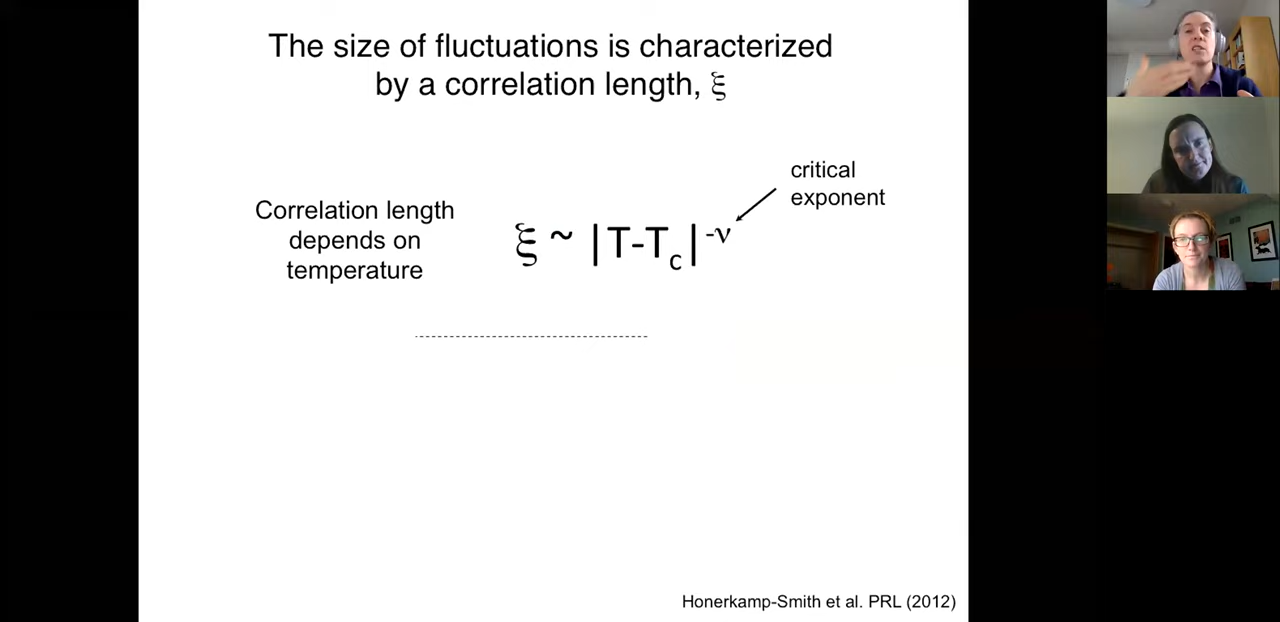 The size of fluctuations is characterized
by a correlation length, ξ
critical
exponent
Correlation length
depends on
temperature
ξ ~ |T-Tc|^-ν
Honerkamp-Smith et al. PRL (2012)